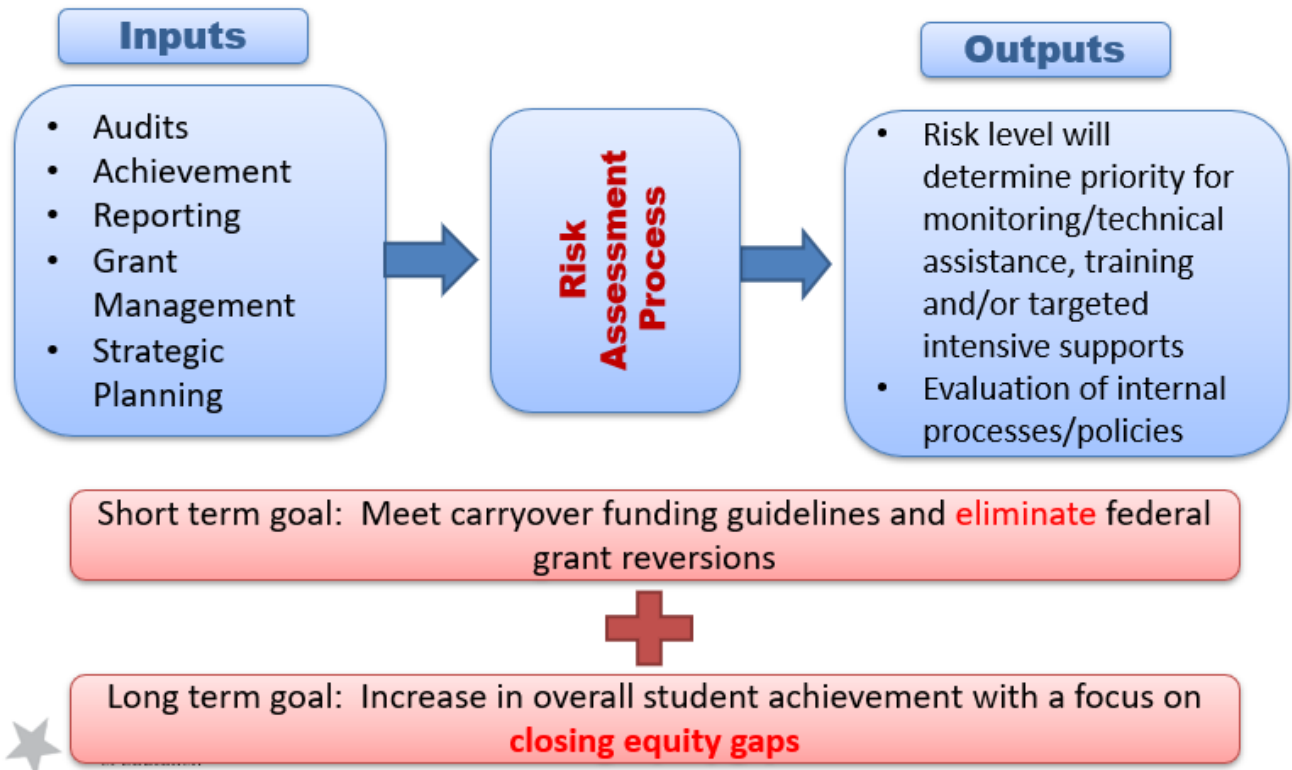 Inputs
• Audits
• Achievement
• Reporting
• Grant
Management
• Strategic
Planning
Risk
Assessment
Process
Outputs
• Risk level will
determine priority for
monitoring/technical
assistance, training
and/or targeted
intensive supports
• Evaluation of internal
processes/policies
Short term goal: Meet carryover funding guidelines and eliminate federal
grant reversions
Long term goal: Increase in overall student achievement with a focus on
closing equity gaps